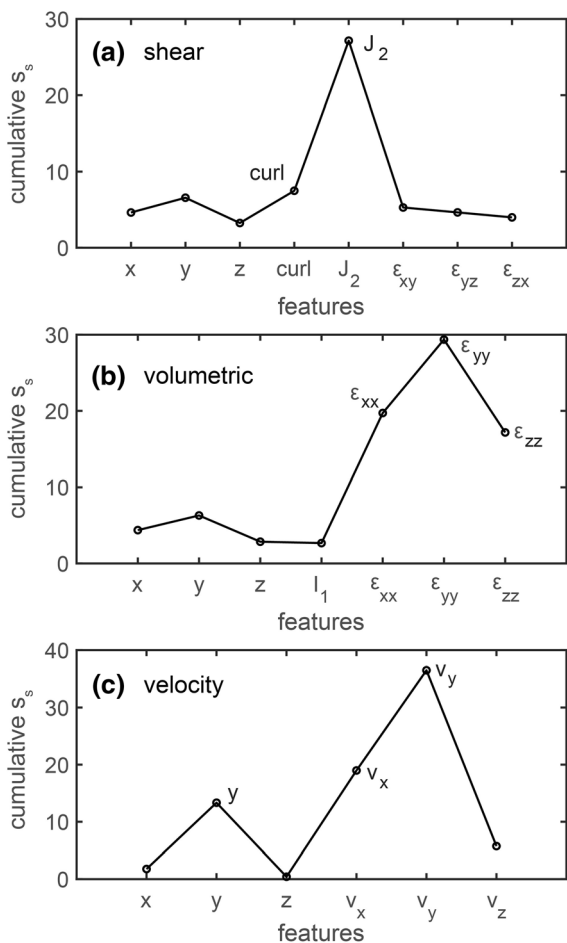 30
(a) shear
J₂
20
cumulative sₛ
10
curl
0
x y z curl J₂ εxy εyz εzx
features
30
(b) volumetric
εyy
20
εxx
εzz
cumulative sₛ
10
0
x y z I₁ εxx εyy εzz
features
40
(c) velocity
vy
30
cumulative sₛ
20
vx
y
10
0
x y z vx vy vz
features